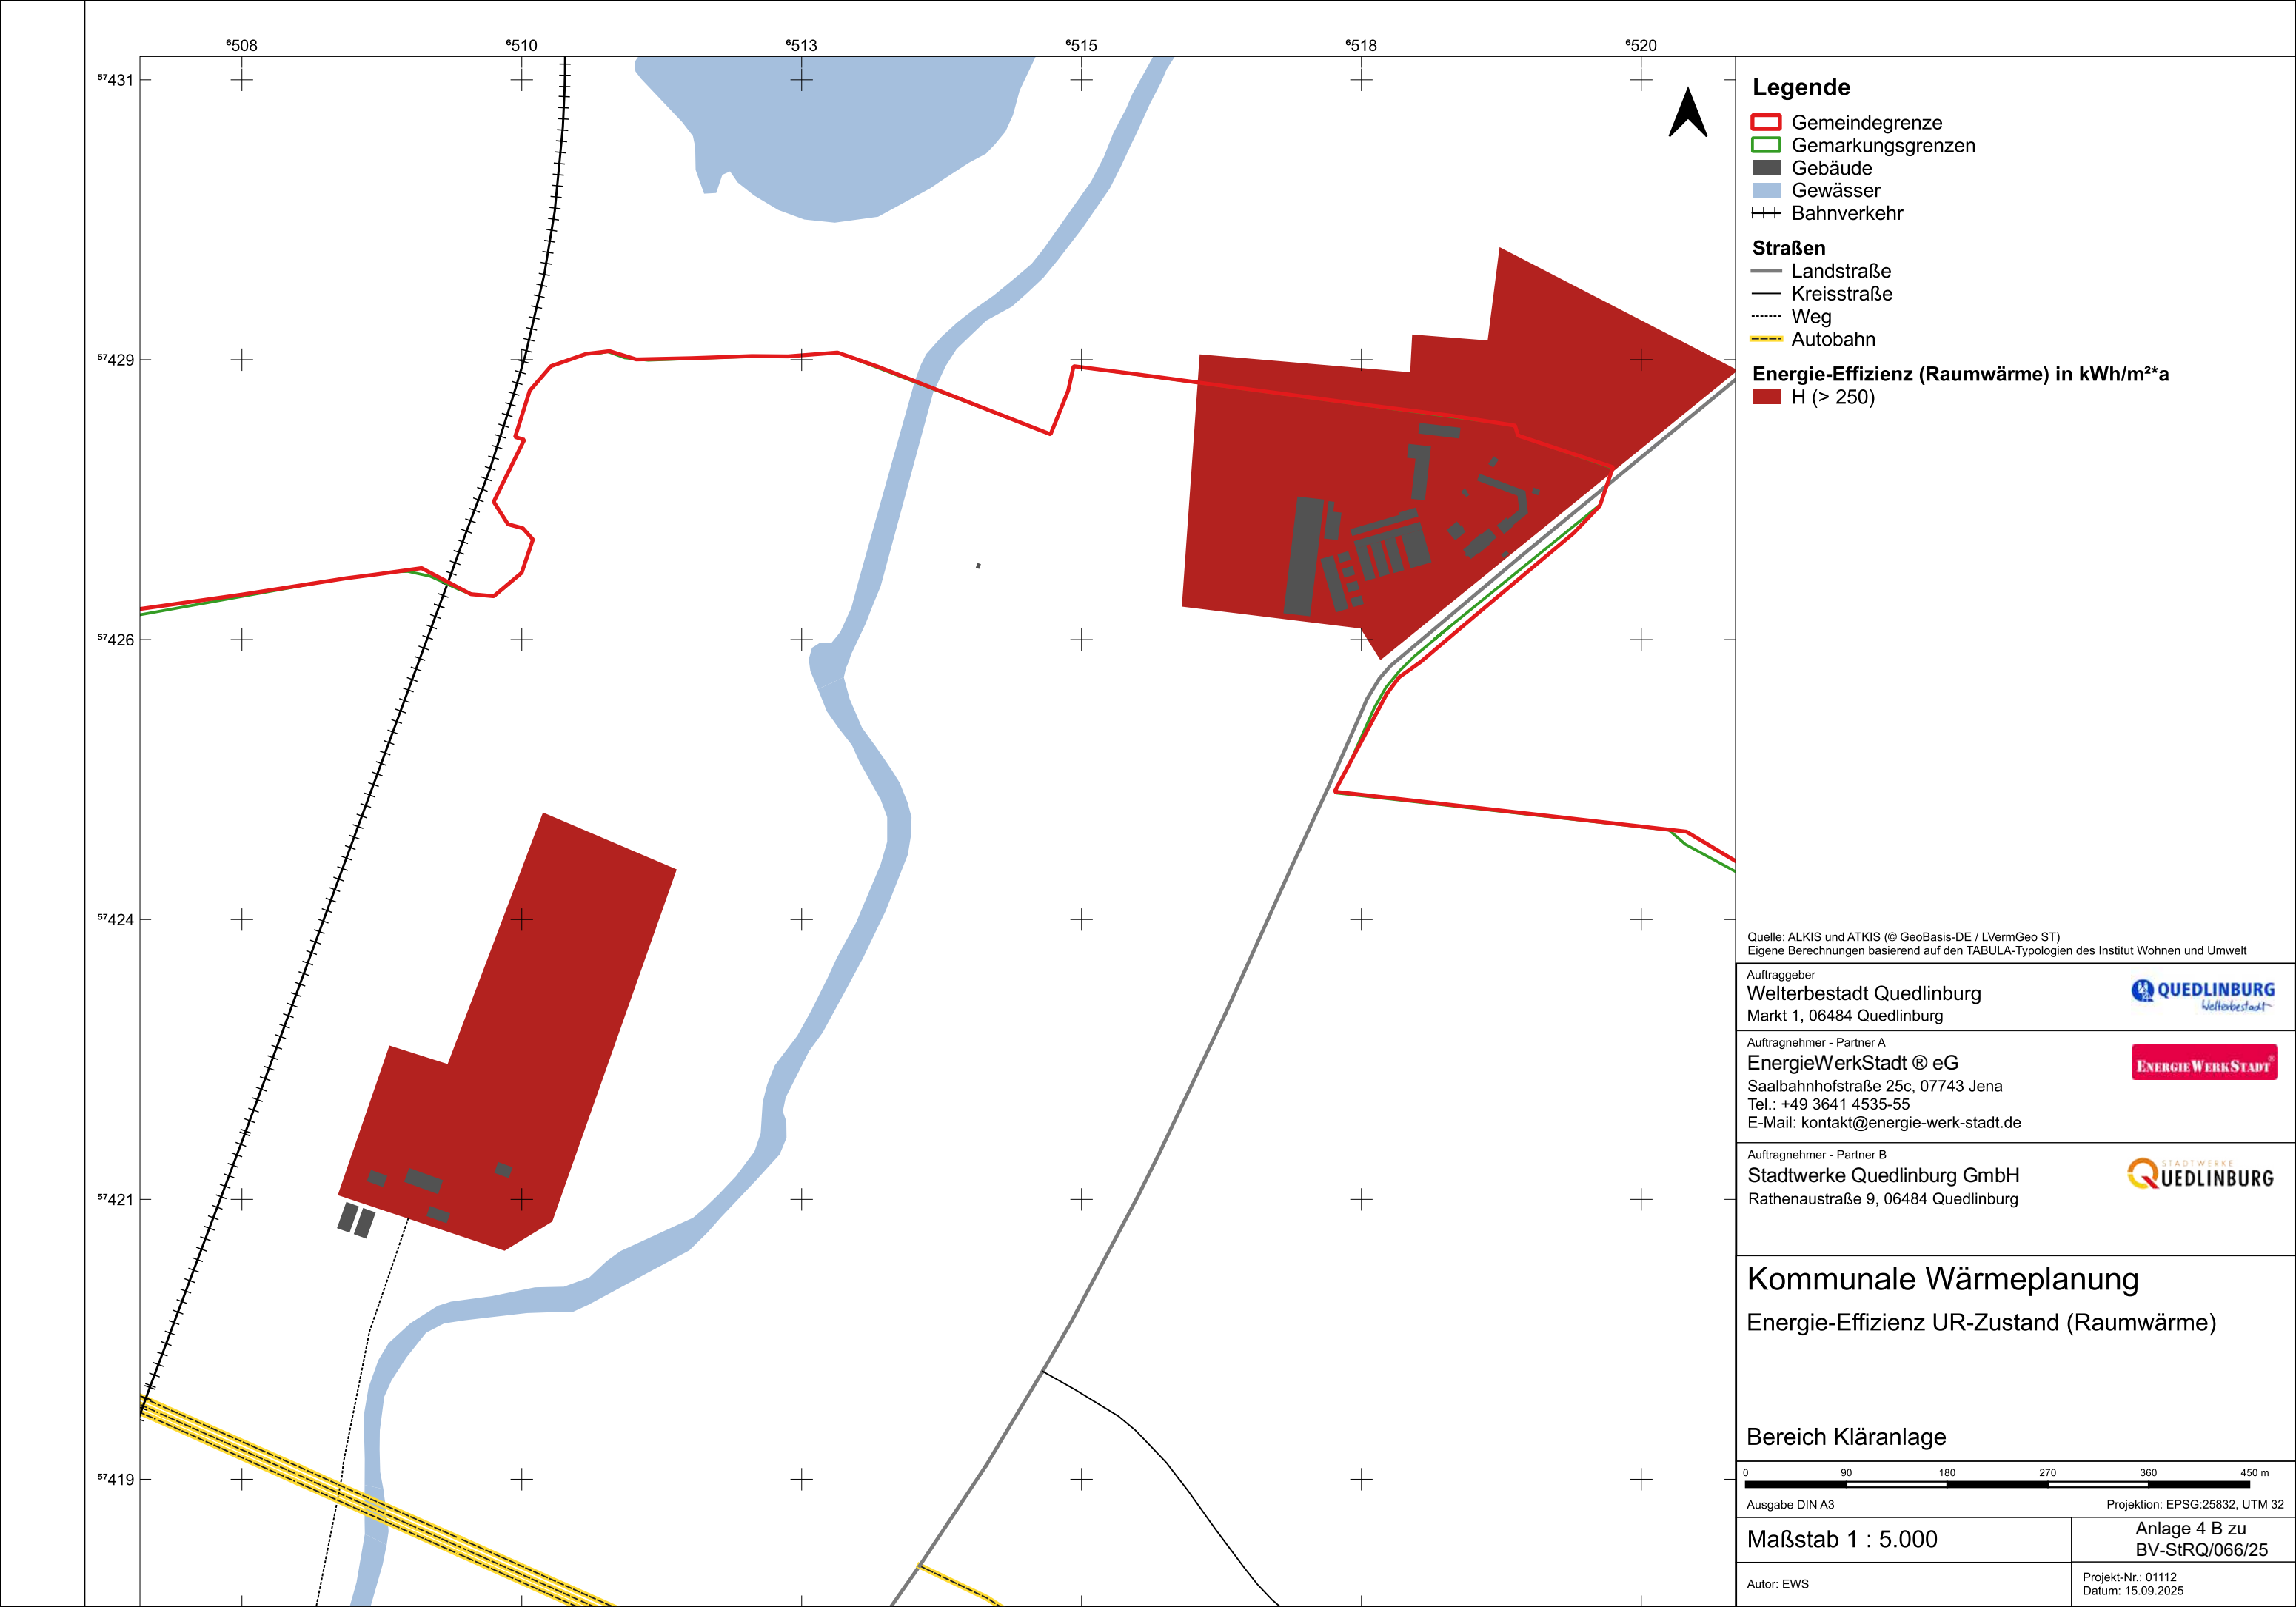 ⁶508 ⁶510 ⁶513 ⁶515 ⁶518 ⁶520
⁵⁷431
⁵⁷429
⁵⁷426
⁵⁷424
⁵⁷421
⁵⁷419
Legende
Gemeindegrenze
Gemarkungsgrenzen
Gebäude
Gewässer
Bahnverkehr
Straßen
Landstraße
Kreisstraße
Weg
Autobahn
Energie-Effizienz (Raumwärme) in kWh/m²*a
H (> 250)
Quelle: ALKIS und ATKIS (© GeoBasis-DE / LVermGeo ST)
Eigene Berechnungen basierend auf den TABULA-Typologien des Institut Wohnen und Umwelt
Auftraggeber
Welterbestadt Quedlinburg
Markt 1, 06484 Quedlinburg
QUEDLINBURG
Welterbestadt
Auftragnehmer - Partner A
EnergieWerkStadt ® eG
Saalbahnhofstraße 25c, 07743 Jena
Tel.: +49 3641 4535-55
E-Mail: kontakt@energie-werk-stadt.de
ENERGIEWERKSTADT®
Auftragnehmer - Partner B
Stadtwerke Quedlinburg GmbH
Rathenaustraße 9, 06484 Quedlinburg
STADTWERKE
QUEDLINBURG
Kommunale Wärmeplanung
Energie-Effizienz UR-Zustand (Raumwärme)
Bereich Kläranlage
0 90 180 270 360 450 m
Ausgabe DIN A3 Projektion: EPSG:25832, UTM 32
Maßstab 1 : 5.000
Anlage 4 B zu
BV-StRQ/066/25
Autor: EWS
Projekt-Nr.: 01112
Datum: 15.09.2025